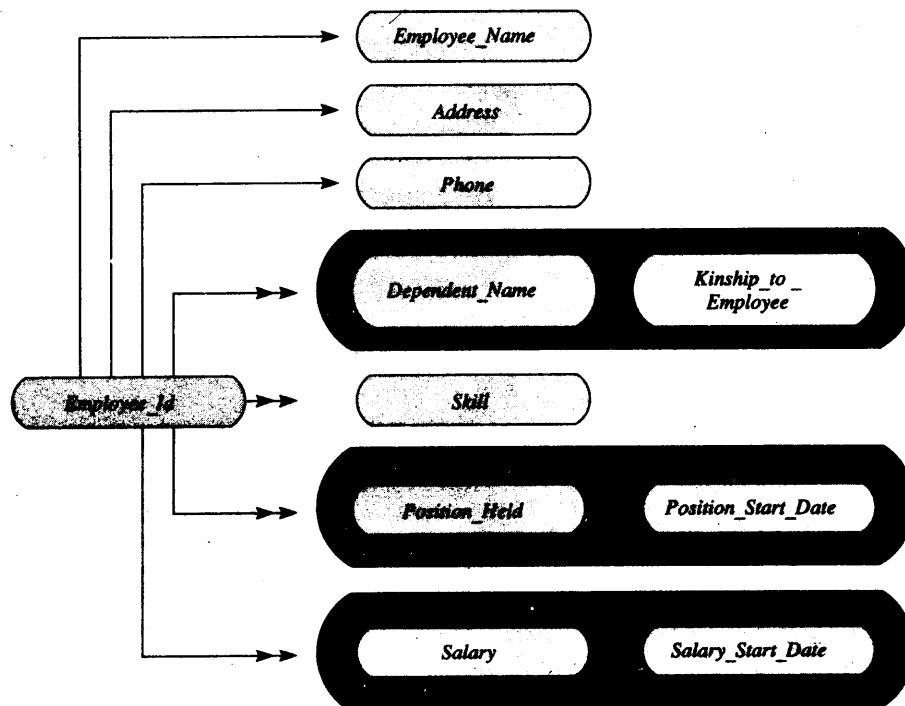 Employee_Name
Address
Phone
Dependent_Name
Kinship_to_
Employee
Employee_Id
Skill
Position_Held
Position_Start_Date
Salary
Salary_Start_Date